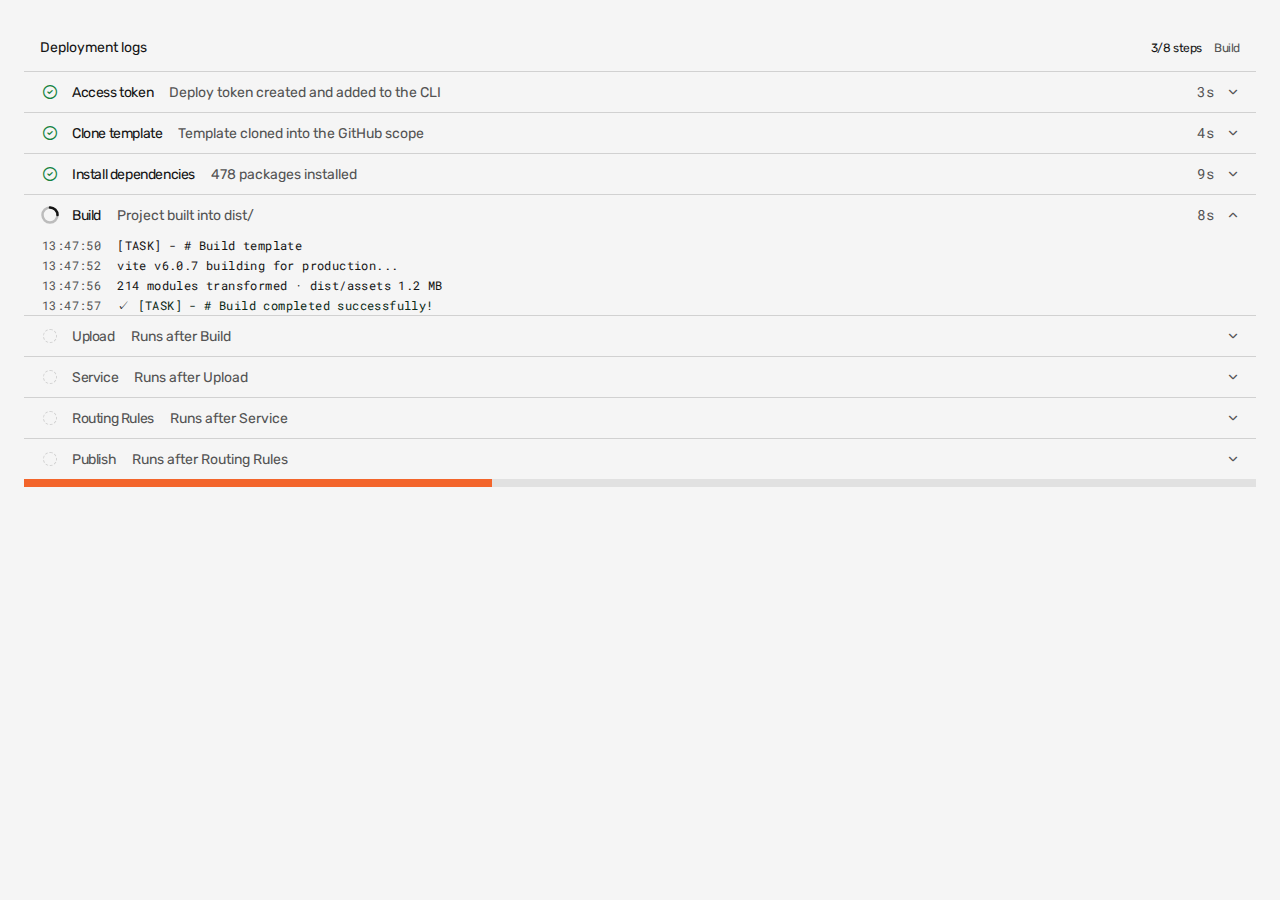 Deployment logs 3/8 steps Build
Access token Deploy token created and added to the CLI 3 s
Clone template Template cloned into the GitHub scope 4 s
Install dependencies 478 packages installed 9 s
Build Project built into dist/ 8 s
13:47:50 [TASK] - # Build template
13:47:52 vite v6.0.7 building for production...
13:47:56 214 modules transformed · dist/assets 1.2 MB
13:47:57 ✓ [TASK] - # Build completed successfully!
Upload Runs after Build
Service Runs after Upload
Routing Rules Runs after Service
Publish Runs after Routing Rules